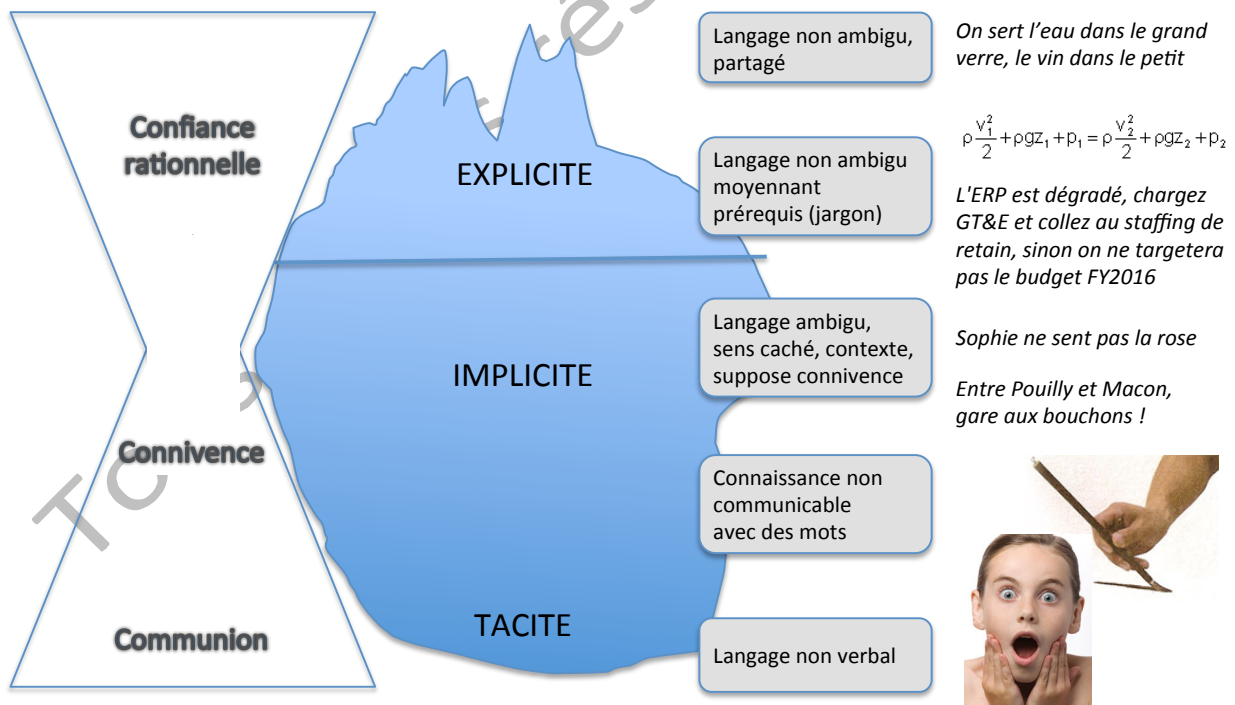 Confiance
rationnelle
Connivence
Communion
EXPLICITE
IMPLICITE
TACITE
Langage non ambigu,
partagé
On sert l'eau dans le grand
verre, le vin dans le petit
Langage non ambigu
moyennant
prérequis (jargon)
ρ v₁²/2 + ρgz₁ + p₁ = ρ v₂²/2 + ρgz₂ + p₂
L'ERP est dégradé, chargez
GT&E et collez au staffing de
retain, sinon on ne targetera
pas le budget FY2016
Langage ambigu,
sens caché, contexte,
suppose connivence
Sophie ne sent pas la rose
Entre Pouilly et Macon,
gare aux bouchons !
Connaissance non
communicable
avec des mots
Langage non verbal